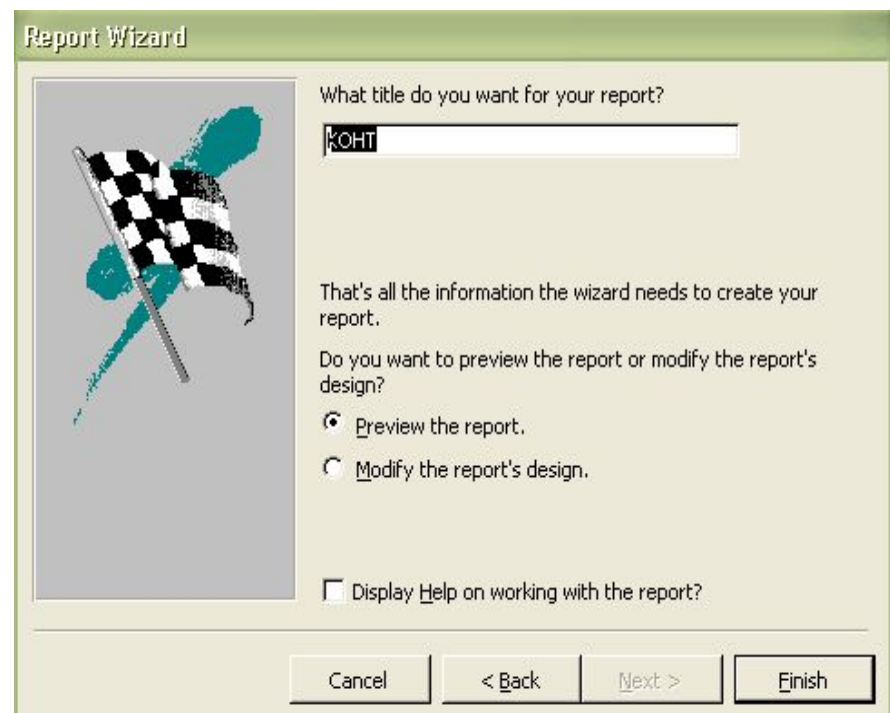 Report Wizard
What title do you want for your report?
KOHT
That's all the information the wizard needs to create your
report.
Do you want to preview the report or modify the report's
design?
Preview the report.
Modify the report's design.
Display Help on working with the report?
Cancel
< Back
Next >
Finish